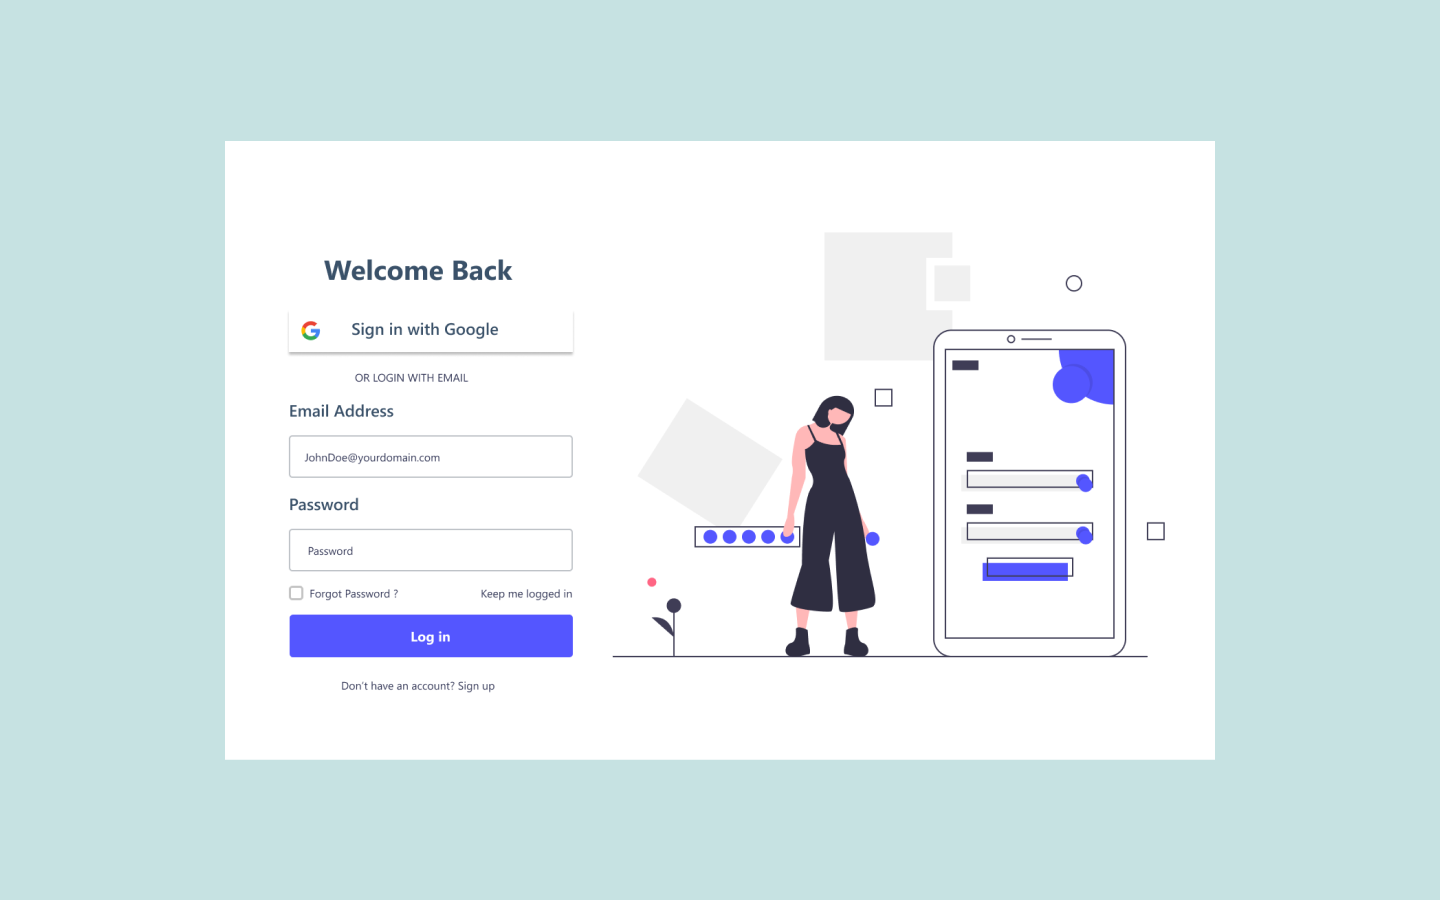 Welcome Back
Sign in with Google
OR LOGIN WITH EMAIL
Email Address
JohnDoe@yourdomain.com
Password
Password
Forgot Password ?
Keep me logged in
Log in
Don't have an account? Sign up